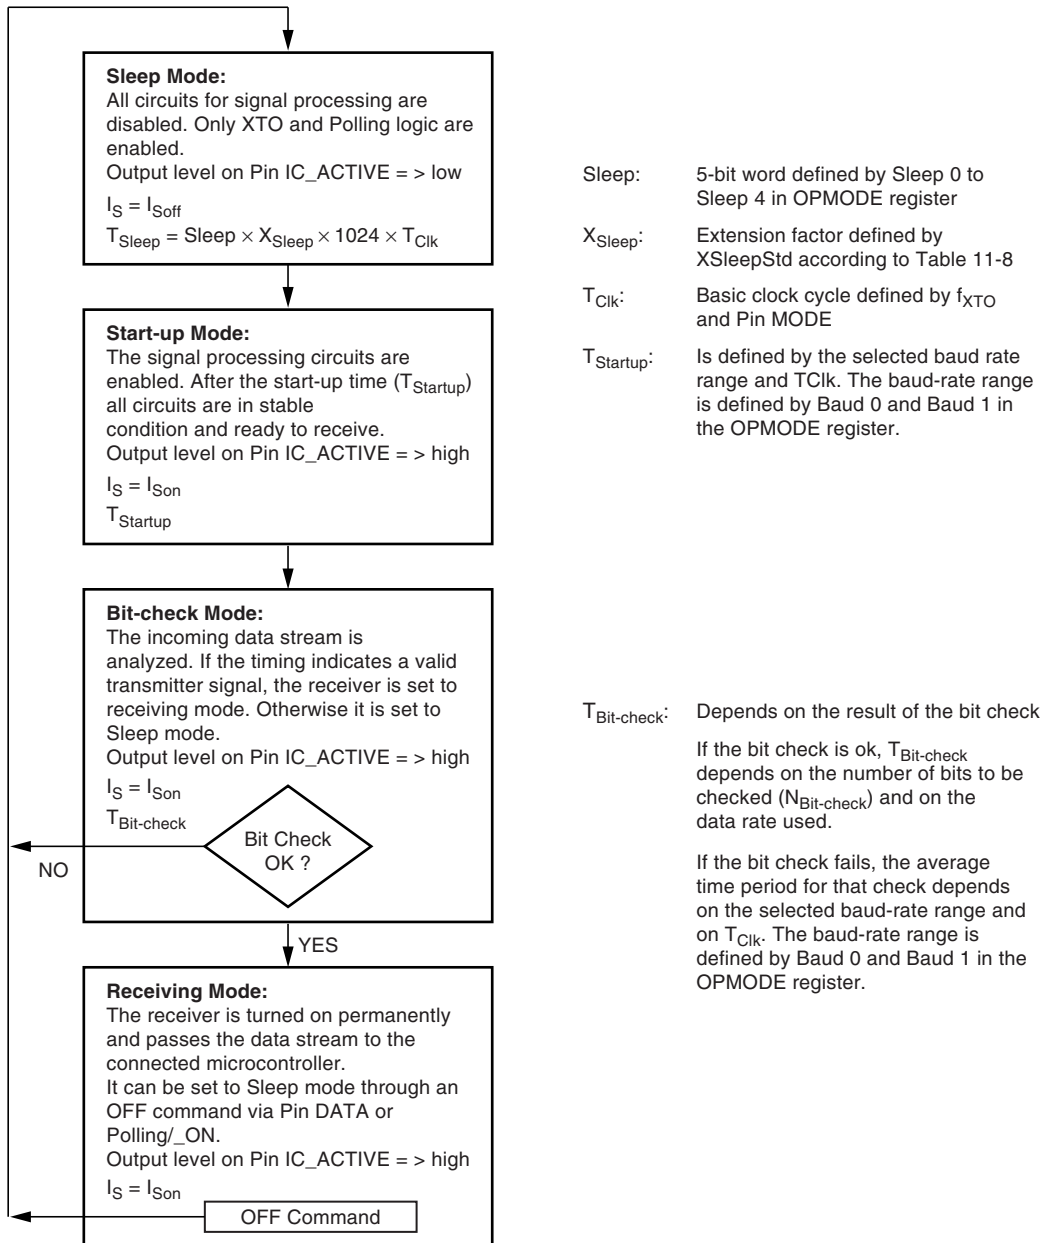 Sleep Mode:
All circuits for signal processing are
disabled. Only XTO and Polling logic are
enabled.
Output level on Pin IC_ACTIVE = > low
I_S = I_Soff
T_Sleep = Sleep × X_Sleep × 1024 × T_Clk
Start-up Mode:
The signal processing circuits are
enabled. After the start-up time (T_Startup)
all circuits are in stable
condition and ready to receive.
Output level on Pin IC_ACTIVE = > high
I_S = I_Son
T_Startup
Bit-check Mode:
The incoming data stream is
analyzed. If the timing indicates a valid
transmitter signal, the receiver is set to
receiving mode. Otherwise it is set to
Sleep mode.
Output level on Pin IC_ACTIVE = > high
I_S = I_Son
T_Bit-check
Bit Check
OK ?
NO
YES
Receiving Mode:
The receiver is turned on permanently
and passes the data stream to the
connected microcontroller.
It can be set to Sleep mode through an
OFF command via Pin DATA or
Polling/_ON.
Output level on Pin IC_ACTIVE = > high
I_S = I_Son
OFF Command
Sleep: 5-bit word defined by Sleep 0 to
Sleep 4 in OPMODE register
X_Sleep: Extension factor defined by
XSleepStd according to Table 11-8
T_Clk: Basic clock cycle defined by f_XTO
and Pin MODE
T_Startup: Is defined by the selected baud rate
range and TClk. The baud-rate range
is defined by Baud 0 and Baud 1 in
the OPMODE register.
T_Bit-check: Depends on the result of the bit check
If the bit check is ok, T_Bit-check
depends on the number of bits to be
checked (N_Bit-check) and on the
data rate used.
If the bit check fails, the average
time period for that check depends
on the selected baud-rate range and
on T_Clk. The baud-rate range is
defined by Baud 0 and Baud 1 in the
OPMODE register.